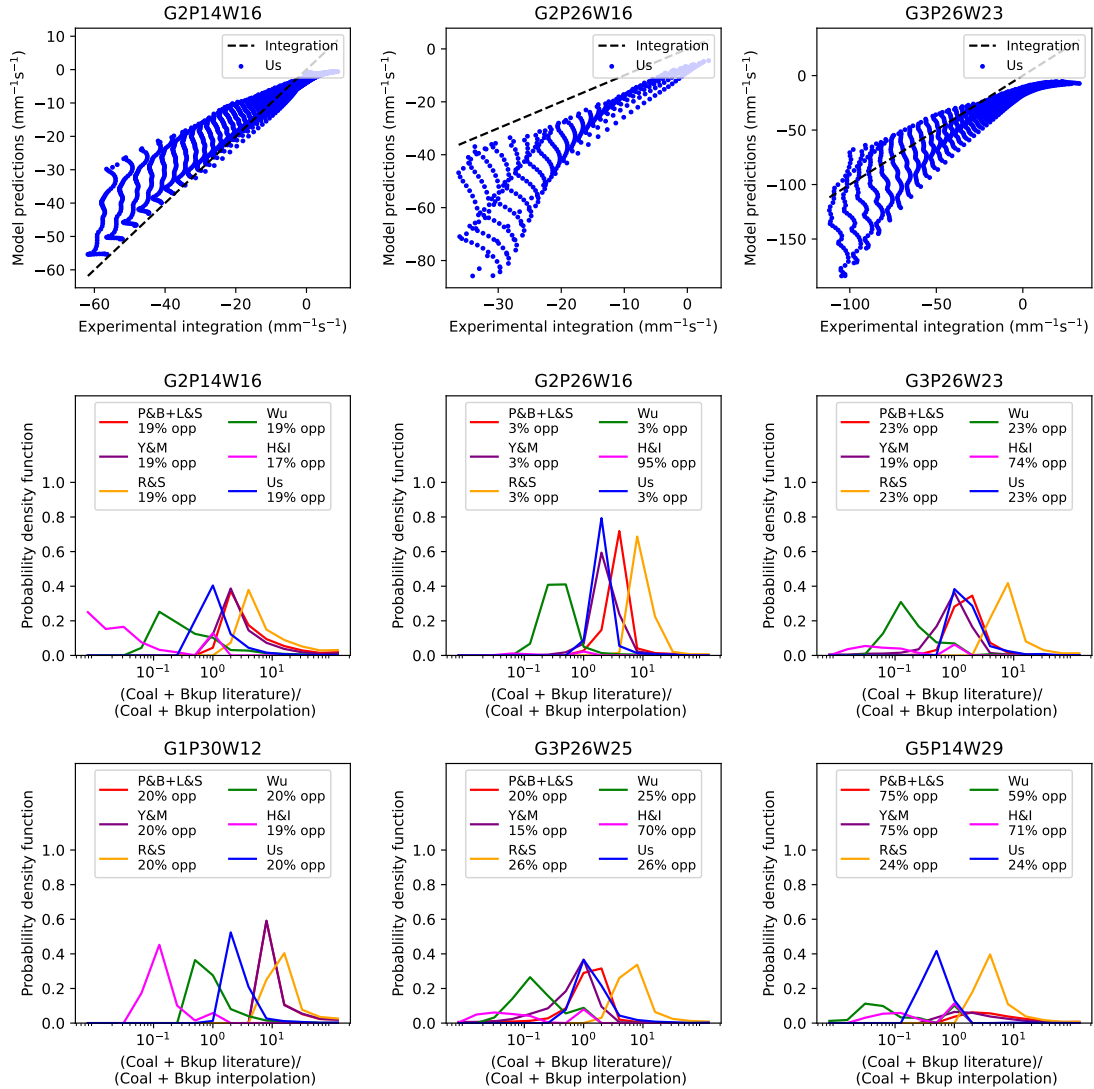 G2P14W16
G2P26W16
G3P26W23
Model predictions (mm⁻¹s⁻¹)
10
0
−10
−20
−30
−40
−50
−60
Integration
Us
−60
−40
−20
0
Experimental integration (mm⁻¹s⁻¹)
Model predictions (mm⁻¹s⁻¹)
0
−20
−40
−60
−80
Integration
Us
−30
−20
−10
0
Experimental integration (mm⁻¹s⁻¹)
Model predictions (mm⁻¹s⁻¹)
0
−50
−100
−150
Integration
Us
−100
−50
0
Experimental integration (mm⁻¹s⁻¹)
G2P14W16
Probablility density function
1.0
0.8
0.6
0.4
0.2
0.0
P&B+L&S
19% opp
Y&M
19% opp
R&S
19% opp
Wu
19% opp
H&I
17% opp
Us
19% opp
10⁻¹
10⁰
10¹
(Coal + Bkup literature)/
(Coal + Bkup interpolation)
G2P26W16
Probablility density function
1.0
0.8
0.6
0.4
0.2
0.0
P&B+L&S
3% opp
Y&M
3% opp
R&S
3% opp
Wu
3% opp
H&I
95% opp
Us
3% opp
10⁻¹
10⁰
10¹
(Coal + Bkup literature)/
(Coal + Bkup interpolation)
G3P26W23
Probablility density function
1.0
0.8
0.6
0.4
0.2
0.0
P&B+L&S
23% opp
Y&M
19% opp
R&S
23% opp
Wu
23% opp
H&I
74% opp
Us
23% opp
10⁻¹
10⁰
10¹
(Coal + Bkup literature)/
(Coal + Bkup interpolation)
G1P30W12
Probablility density function
1.0
0.8
0.6
0.4
0.2
0.0
P&B+L&S
20% opp
Y&M
20% opp
R&S
20% opp
Wu
20% opp
H&I
19% opp
Us
20% opp
10⁻¹
10⁰
10¹
(Coal + Bkup literature)/
(Coal + Bkup interpolation)
G3P26W25
Probablility density function
1.0
0.8
0.6
0.4
0.2
0.0
P&B+L&S
20% opp
Y&M
15% opp
R&S
26% opp
Wu
25% opp
H&I
70% opp
Us
26% opp
10⁻¹
10⁰
10¹
(Coal + Bkup literature)/
(Coal + Bkup interpolation)
G5P14W29
Probablility density function
1.0
0.8
0.6
0.4
0.2
0.0
P&B+L&S
75% opp
Y&M
75% opp
R&S
24% opp
Wu
59% opp
H&I
71% opp
Us
24% opp
10⁻¹
10⁰
10¹
(Coal + Bkup literature)/
(Coal + Bkup interpolation)